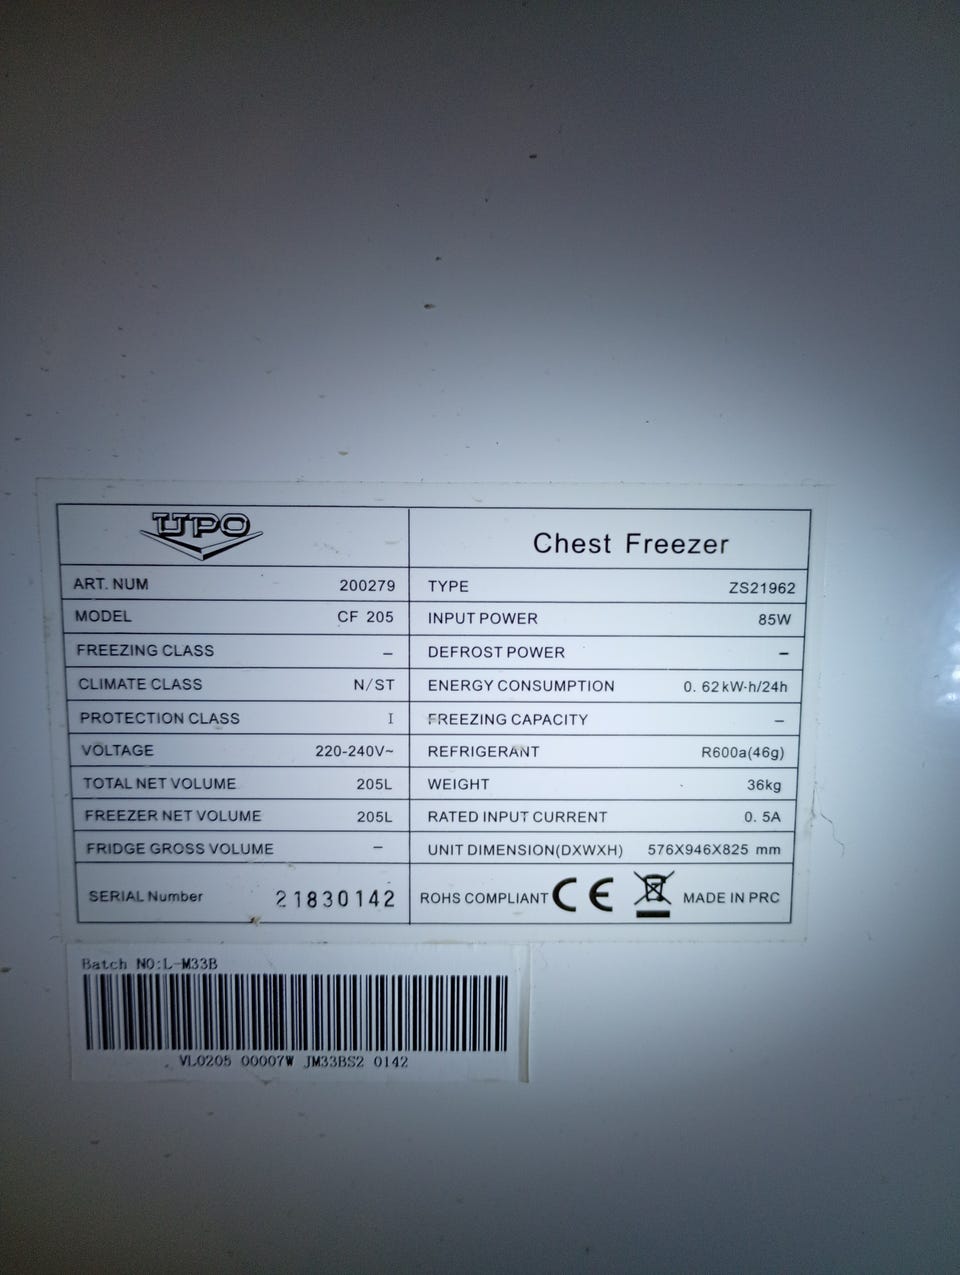 UPO Chest Freezer
ART. NUM 200279 TYPE ZS21962
MODEL CF 205 INPUT POWER 85W
FREEZING CLASS – DEFROST POWER –
CLIMATE CLASS N/ST ENERGY CONSUMPTION 0. 62kW·h/24h
PROTECTION CLASS I FREEZING CAPACITY –
VOLTAGE 220-240V~ REFRIGERANT R600a(46g)
TOTAL NET VOLUME 205L WEIGHT 36kg
FREEZER NET VOLUME 205L RATED INPUT CURRENT 0. 5A
FRIDGE GROSS VOLUME – UNIT DIMENSION(DXWXH) 576X946X825 mm
SERIAL Number 21830142 ROHS COMPLIANT CE MADE IN PRC
Batch NO:L-M33B
VL0205 00007W JM33BS2 0142